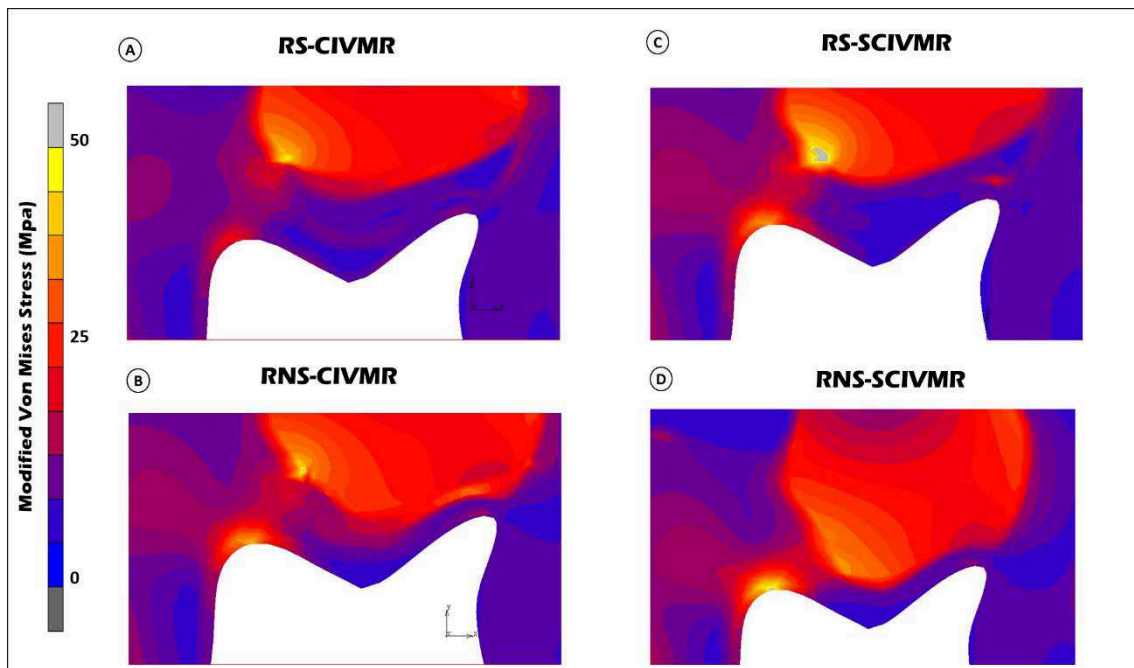 A
RS-CIVMR
C
RS-SCIVMR
Modified Von Mises Stress (Mpa)
50
25
0
B
RNS-CIVMR
D
RNS-SCIVMR
y
x